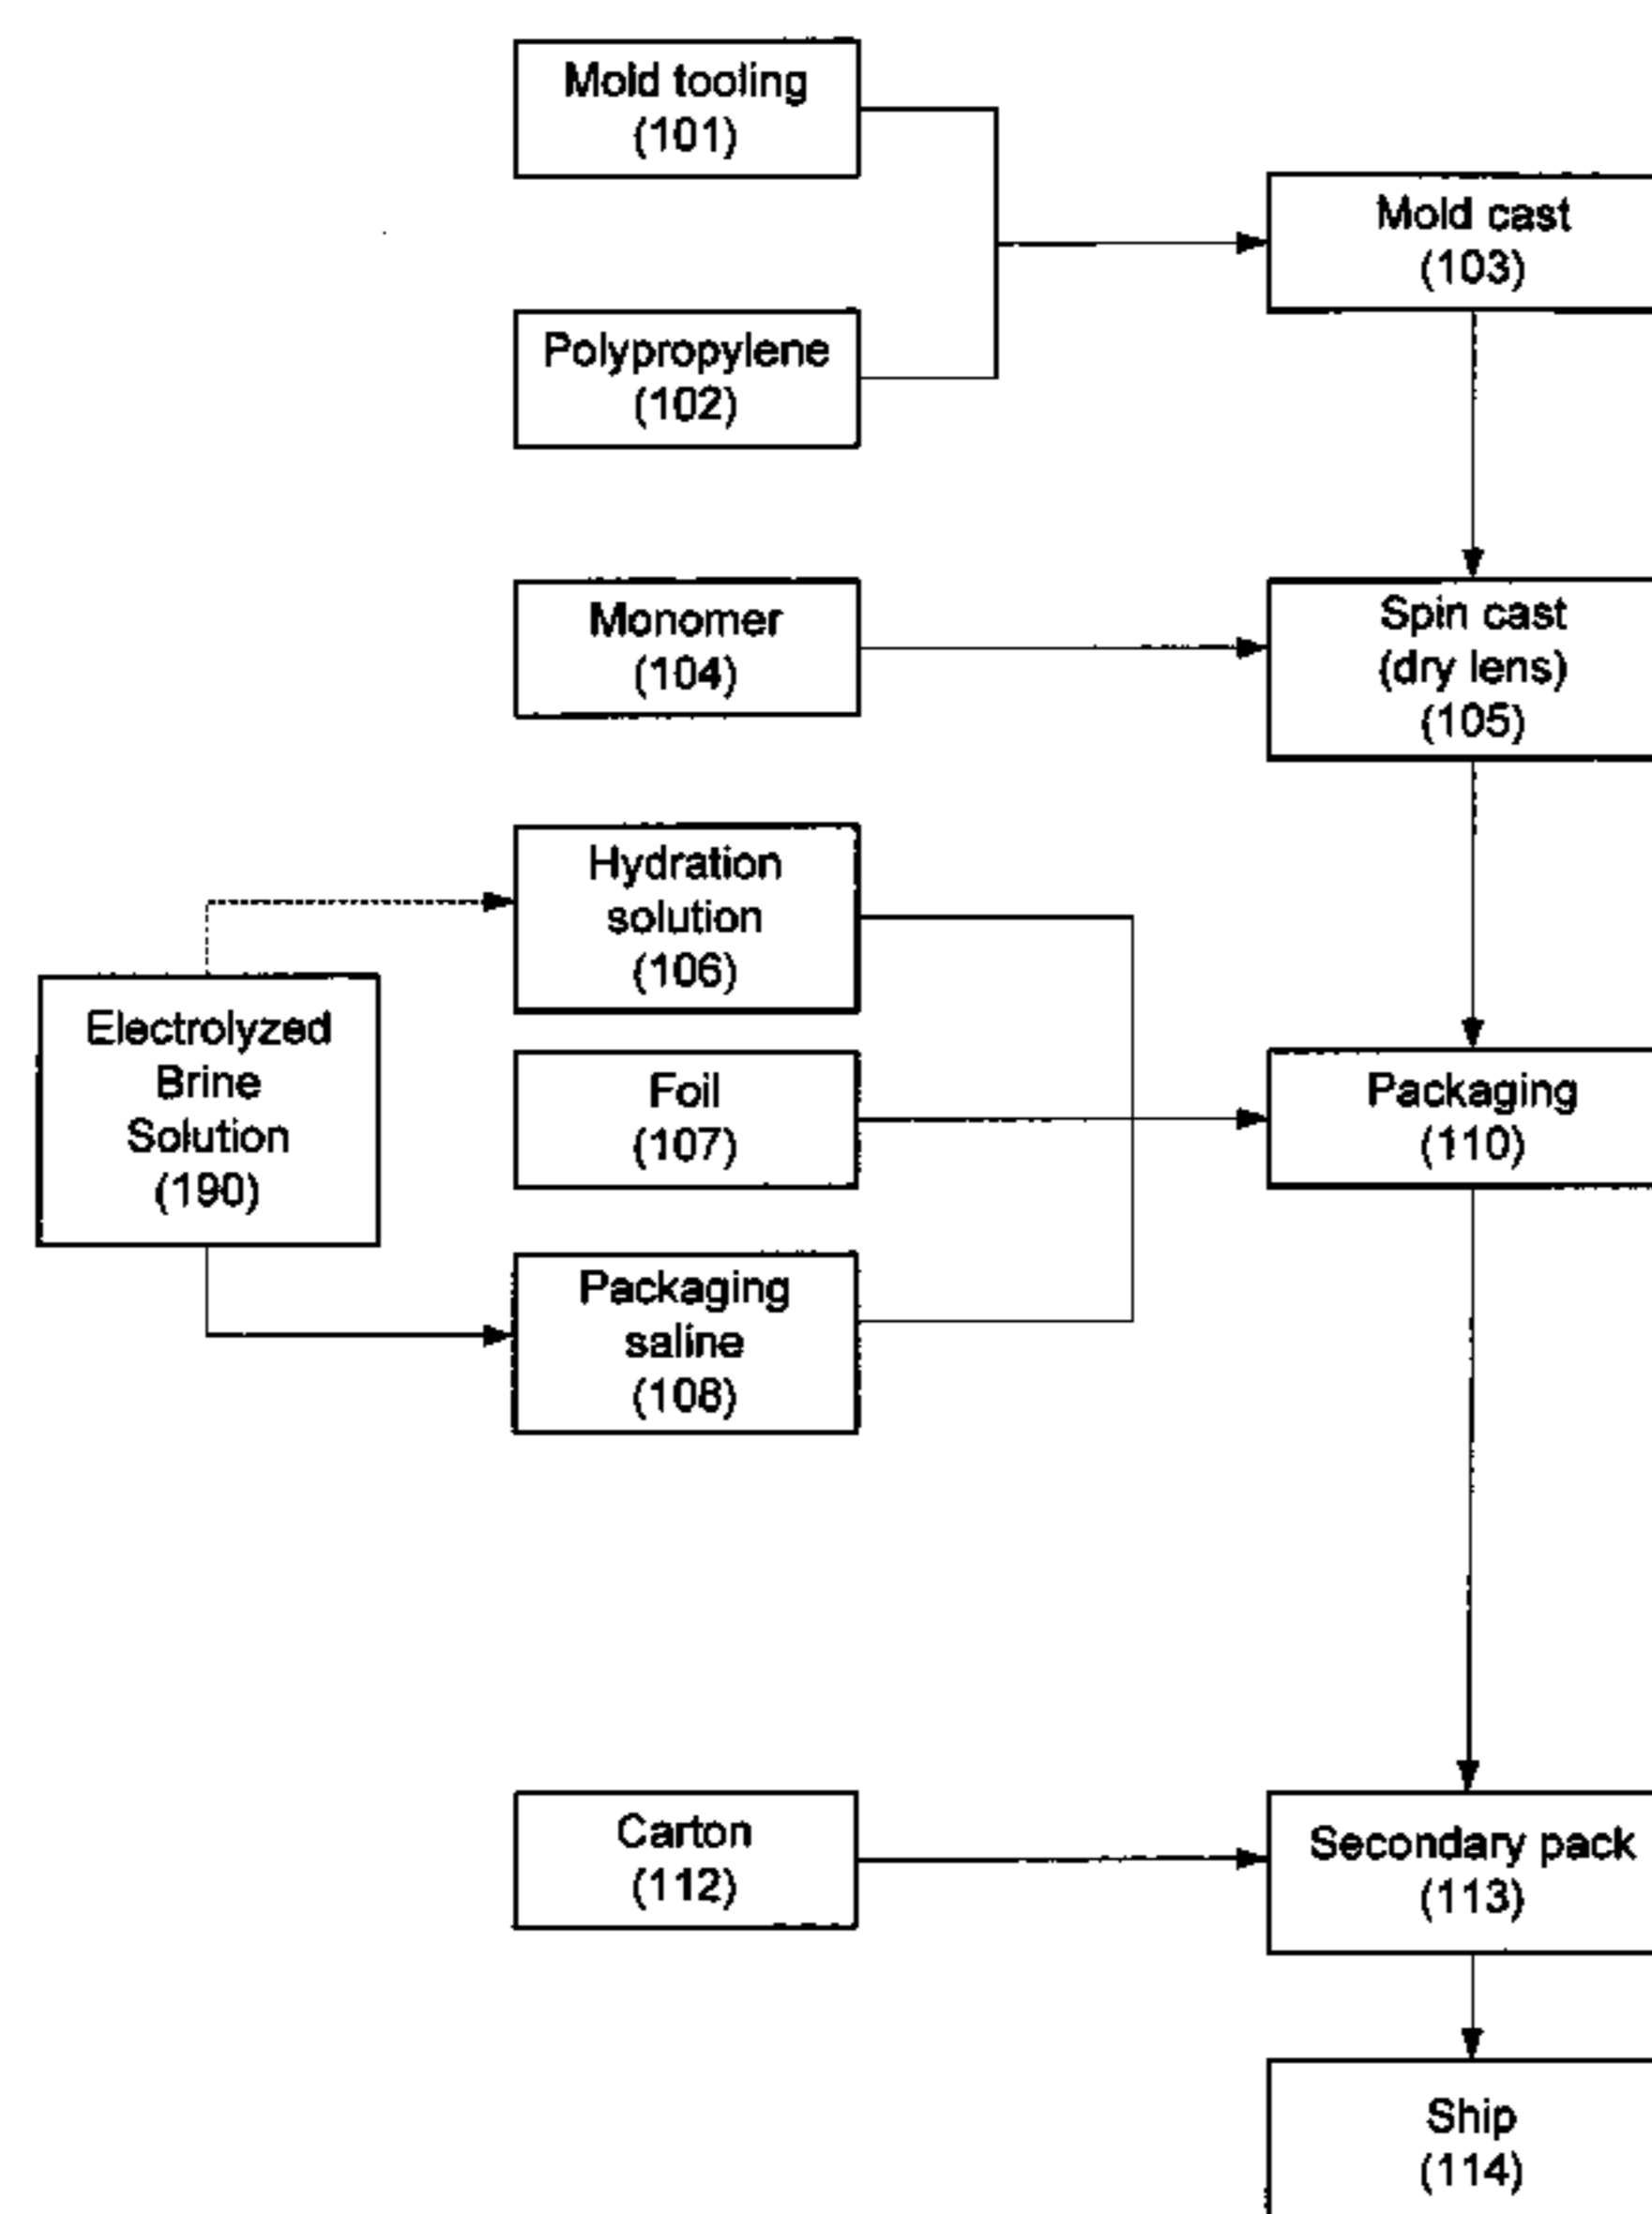 Mold tooling
(101)
Mold cast
(103)
Polypropylene
(102)
Monomer
(104)
Spin cast
(dry lens)
(105)
Hydration
solution
(106)
Electrolyzed
Brine
Solution
(190)
Foil
(107)
Packaging
(110)
Packaging
saline
(108)
Carton
(112)
Secondary pack
(113)
Ship
(114)